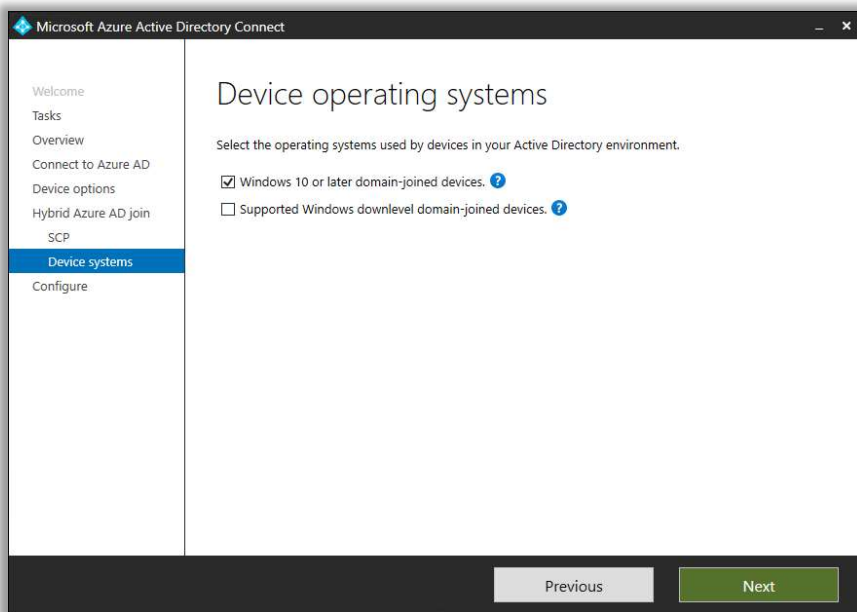 Microsoft Azure Active Directory Connect
Welcome
Tasks
Overview
Connect to Azure AD
Device options
Hybrid Azure AD join
SCP
Device systems
Configure
Device operating systems
Select the operating systems used by devices in your Active Directory environment.
Windows 10 or later domain-joined devices. ?
Supported Windows downlevel domain-joined devices. ?
Previous
Next